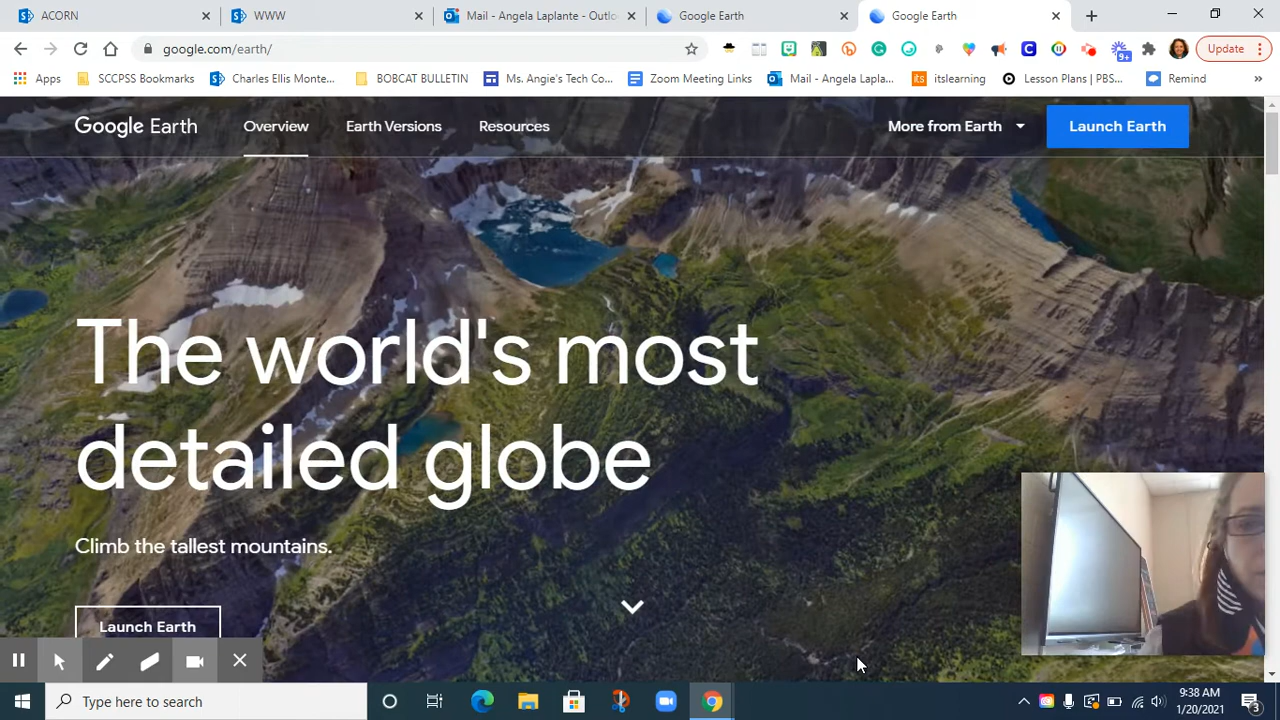 ACORN
WWW
Mail - Angela Laplante - Outlo
Google Earth
Google Earth
google.com/earth/
9+
Update
Apps
SCCPSS Bookmarks
Charles Ellis Monte...
BOBCAT BULLETIN
Ms. Angie's Tech Co...
Zoom Meeting Links
Mail - Angela Lapla...
its
itslearning
Lesson Plans | PBS...
Remind
»
Google Earth
Overview
Earth Versions
Resources
More from Earth
Launch Earth
The world's most
detailed globe
Climb the tallest mountains.
Launch Earth
Type here to search
9:38 AM
1/20/2021
3